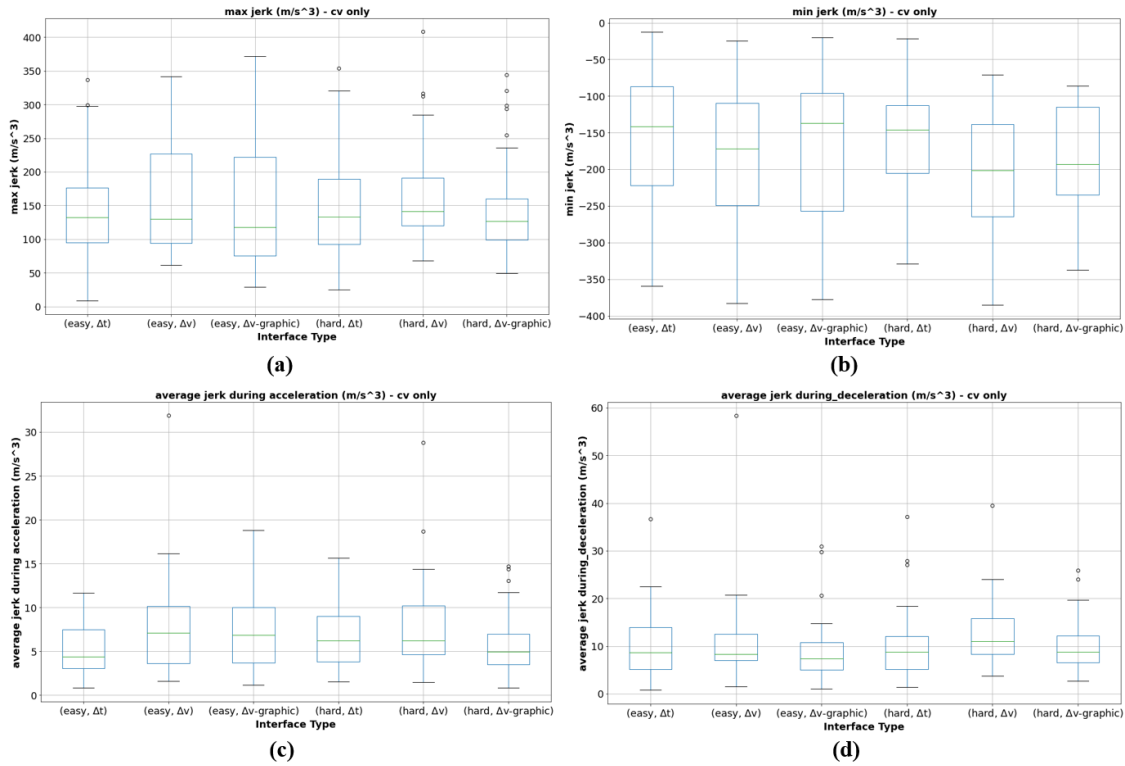 max jerk (m/s^3) - cv only
max jerk (m/s^3)
400
350
300
250
200
150
100
50
0
(easy, Δt) (easy, Δv) (easy, Δv-graphic) (hard, Δt) (hard, Δv) (hard, Δv-graphic)
Interface Type
(a)
min jerk (m/s^3) - cv only
min jerk (m/s^3)
0
−50
−100
−150
−200
−250
−300
−350
−400
(easy, Δt) (easy, Δv) (easy, Δv-graphic) (hard, Δt) (hard, Δv) (hard, Δv-graphic)
Interface Type
(b)
average jerk during acceleration (m/s^3) - cv only
average jerk during acceleration (m/s^3)
30
25
20
15
10
5
0
(easy, Δt) (easy, Δv) (easy, Δv-graphic) (hard, Δt) (hard, Δv) (hard, Δv-graphic)
Interface Type
(c)
average jerk during_deceleration (m/s^3) - cv only
average jerk during_deceleration (m/s^3)
60
50
40
30
20
10
0
(easy, Δt) (easy, Δv) (easy, Δv-graphic) (hard, Δt) (hard, Δv) (hard, Δv-graphic)
Interface Type
(d)